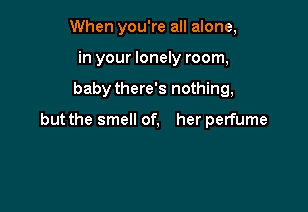 When you're all alone,
in your lonely room,
baby there's nothing,
but the smell of, her perfume